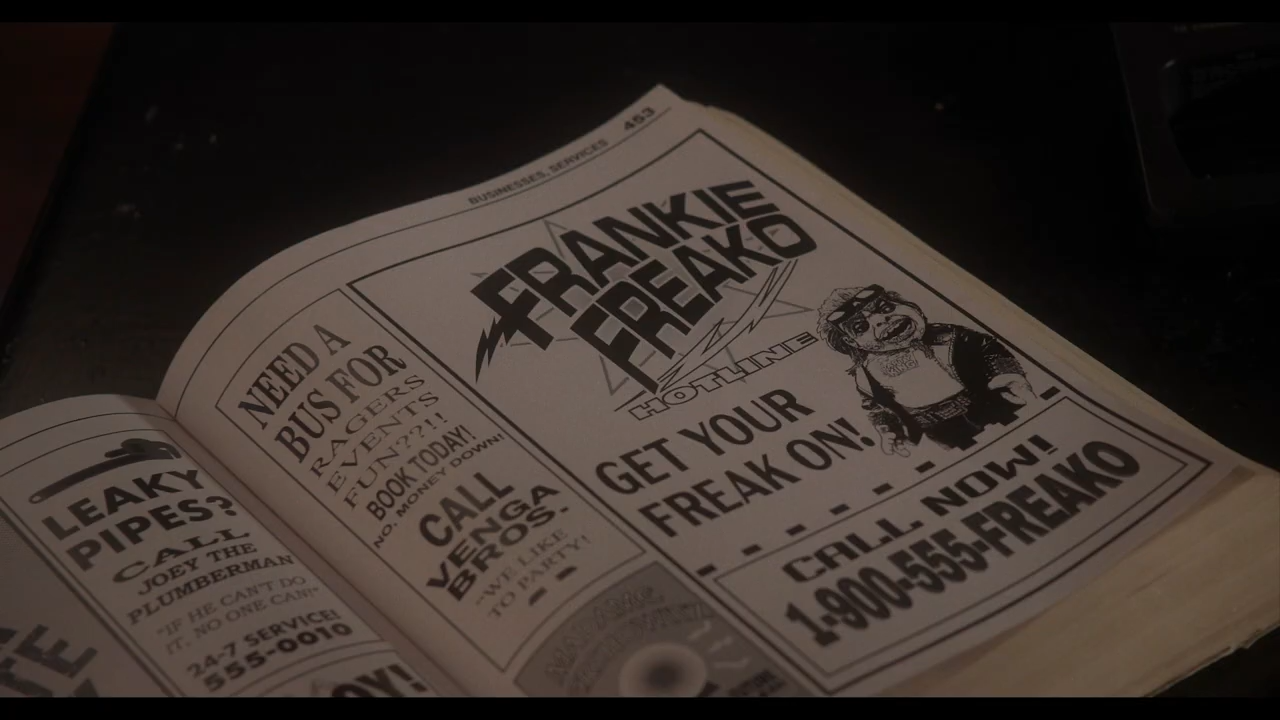 BUSINESSES, SERVICES 453
FRANKIE
FREAKO
HOTLINE
GET YOUR
FREAK ON!
CALL NOW!
1-900-555-FREAKO
NEED A
BUS FOR
RAGERS
EVENTS
FUN??!!
BOOK TODAY!
NO MONEY DOWN!
CALL
VENGA
BROS.
"WE LIKE
TO PARTY!"
LEAKY
PIPES?
CALL
JOEY THE
PLUMBERMAN
"IF HE CAN'T DO
IT, NO ONE CAN!"
24-7 SERVICE!
555-0010